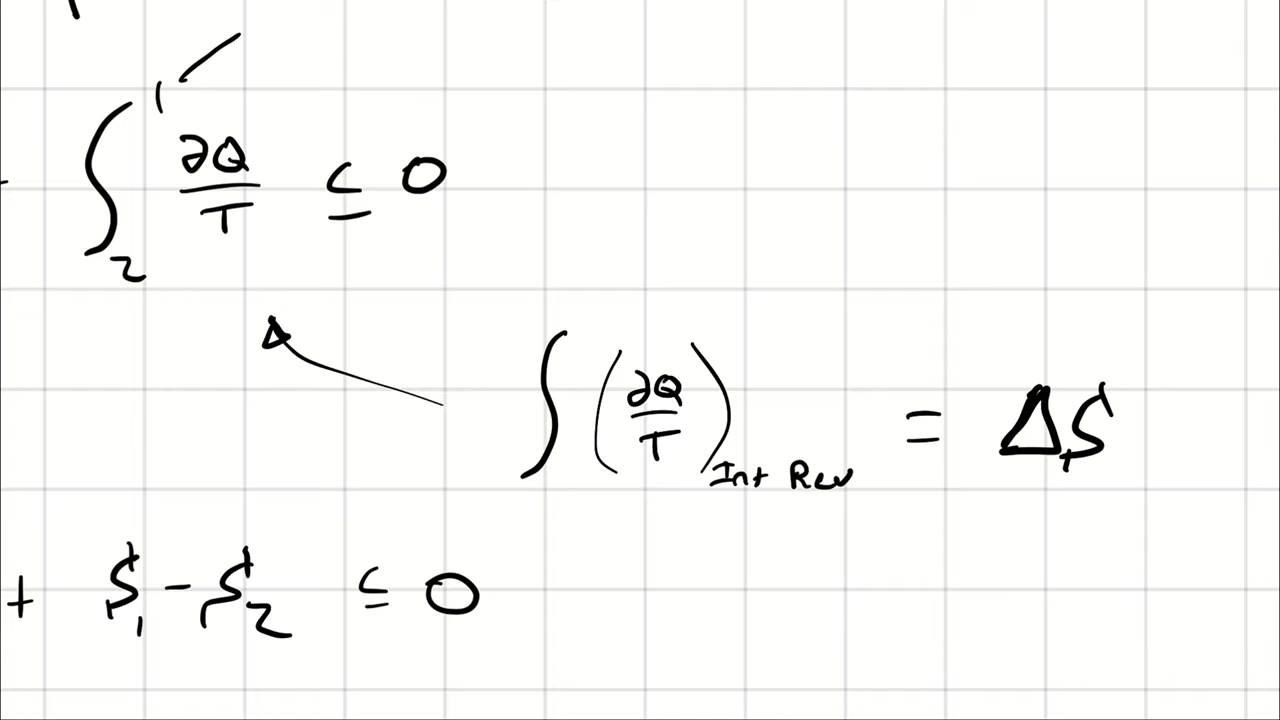 ∫₂¹ ∂Q/T ≤ 0
∫ (∂Q/T)Int Rev = ΔS
+ S₁ - S₂ ≤ 0